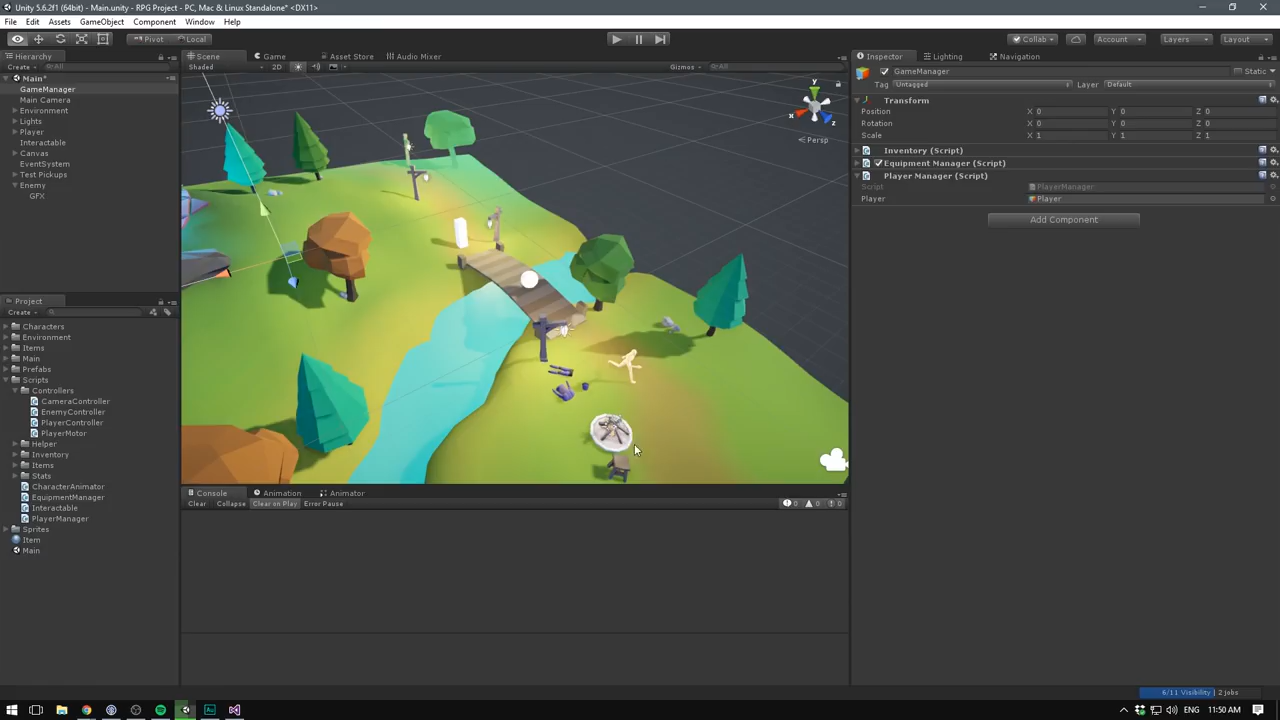 Unity 5.6.2f1 (64bit) - Main.unity - RPG Project - PC, Mac & Linux Standalone* <DX11>
File Edit Assets GameObject Component Window Help
Pivot Local Collab Account Layers Layout
Hierarchy Scene Game Asset Store Audio Mixer Inspector Lighting Navigation
Create All Shaded 2D Gizmos All
Main*
GameManager
Main Camera
Environment
Lights
Player
Interactable
Canvas
EventSystem
Test Pickups
Enemy
GFX
y
x
z
Persp
GameManager Static
Tag Untagged Layer Default
Transform
Position X 0 Y 0 Z 0
Rotation X 0 Y 0 Z 0
Scale X 1 Y 1 Z 1
Inventory (Script)
Equipment Manager (Script)
Player Manager (Script)
Script PlayerManager
Player Player
Add Component
Project
Create
Characters
Environment
Items
Main
Prefabs
Scripts
Controllers
CameraController
EnemyController
PlayerController
PlayerMotor
Helper
Inventory
Items
Stats
CharacterAnimator
EquipmentManager
Interactable
PlayerManager
Sprites
Item
Main
Console Animation Animator
Clear Collapse Clear on Play Error Pause 0 0 0
6/11 Visibility | 2 jobs
ENG 11:50 AM